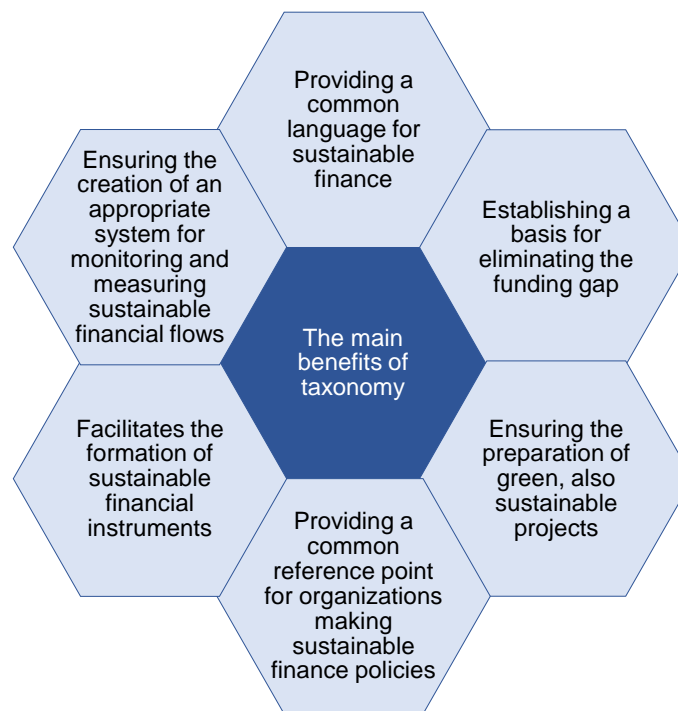 Providing a
common
language for
sustainable
finance
Ensuring the
creation of an
appropriate
system for
monitoring and
measuring
sustainable
financial flows
Establishing a
basis for
eliminating the
funding gap
The main
benefits of
taxonomy
Facilitates the
formation of
sustainable
financial
instruments
Ensuring the
preparation of
green, also
sustainable
projects
Providing a
common
reference point
for organizations
making
sustainable
finance policies